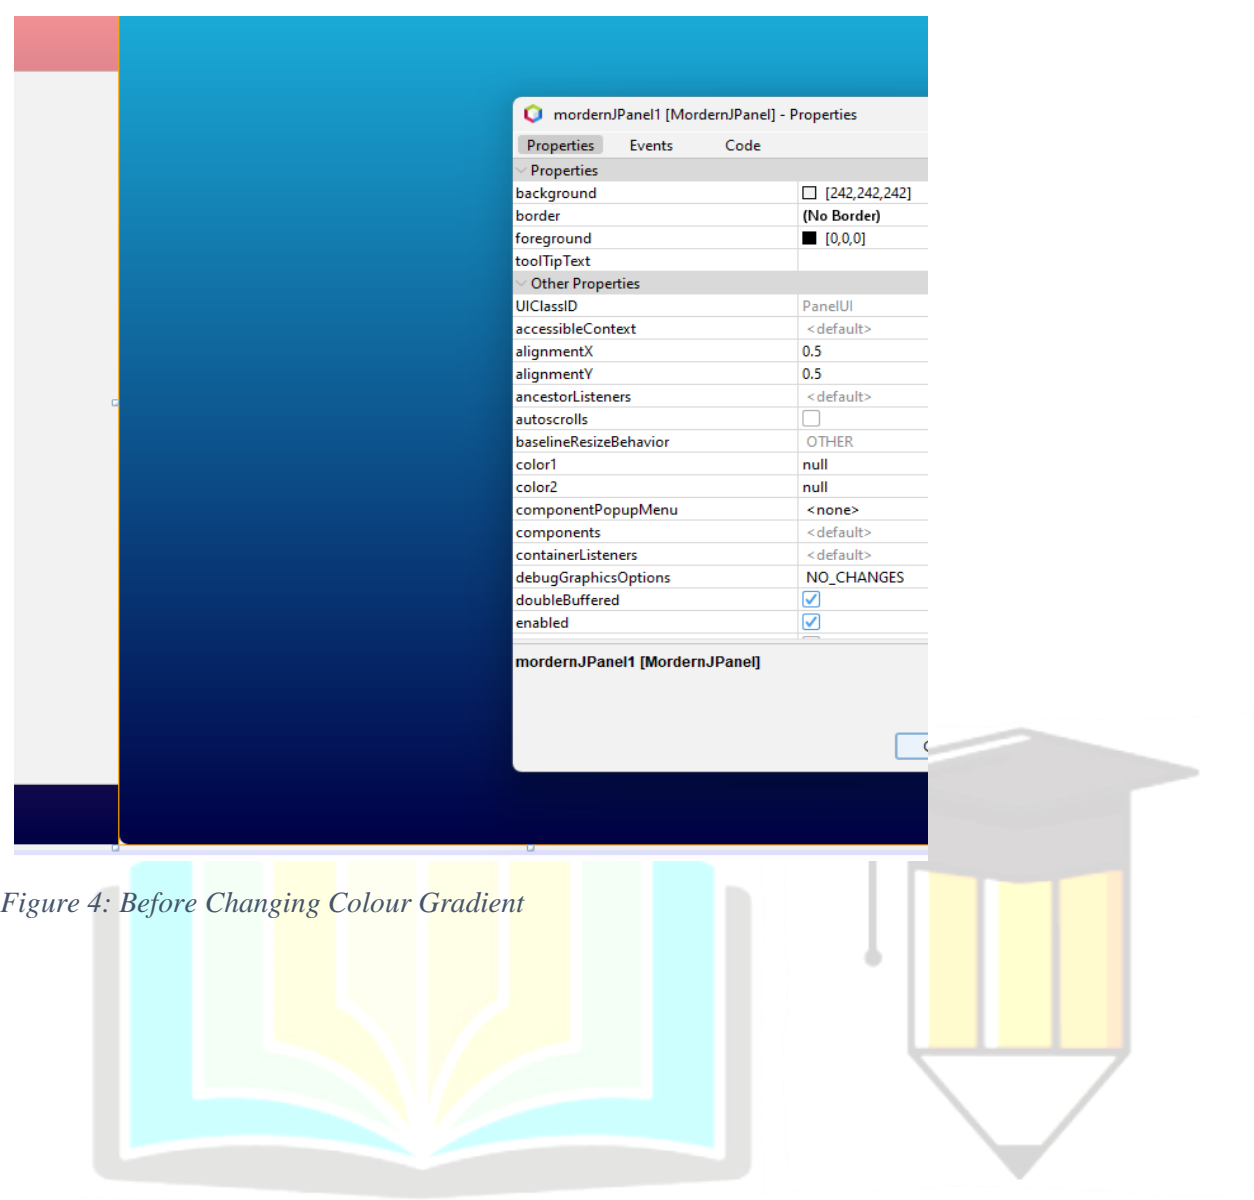 mordernJPanel1 [MordernJPanel] - Properties
Properties Events Code
Properties
background [242,242,242]
border (No Border)
foreground [0,0,0]
toolTipText
Other Properties
UIClassID PanelUI
accessibleContext <default>
alignmentX 0.5
alignmentY 0.5
ancestorListeners <default>
autoscrolls
baselineResizeBehavior OTHER
color1 null
color2 null
componentPopupMenu <none>
components <default>
containerListeners <default>
debugGraphicsOptions NO_CHANGES
doubleBuffered
enabled
mordernJPanel1 [MordernJPanel]
Figure 4: Before Changing Colour Gradient